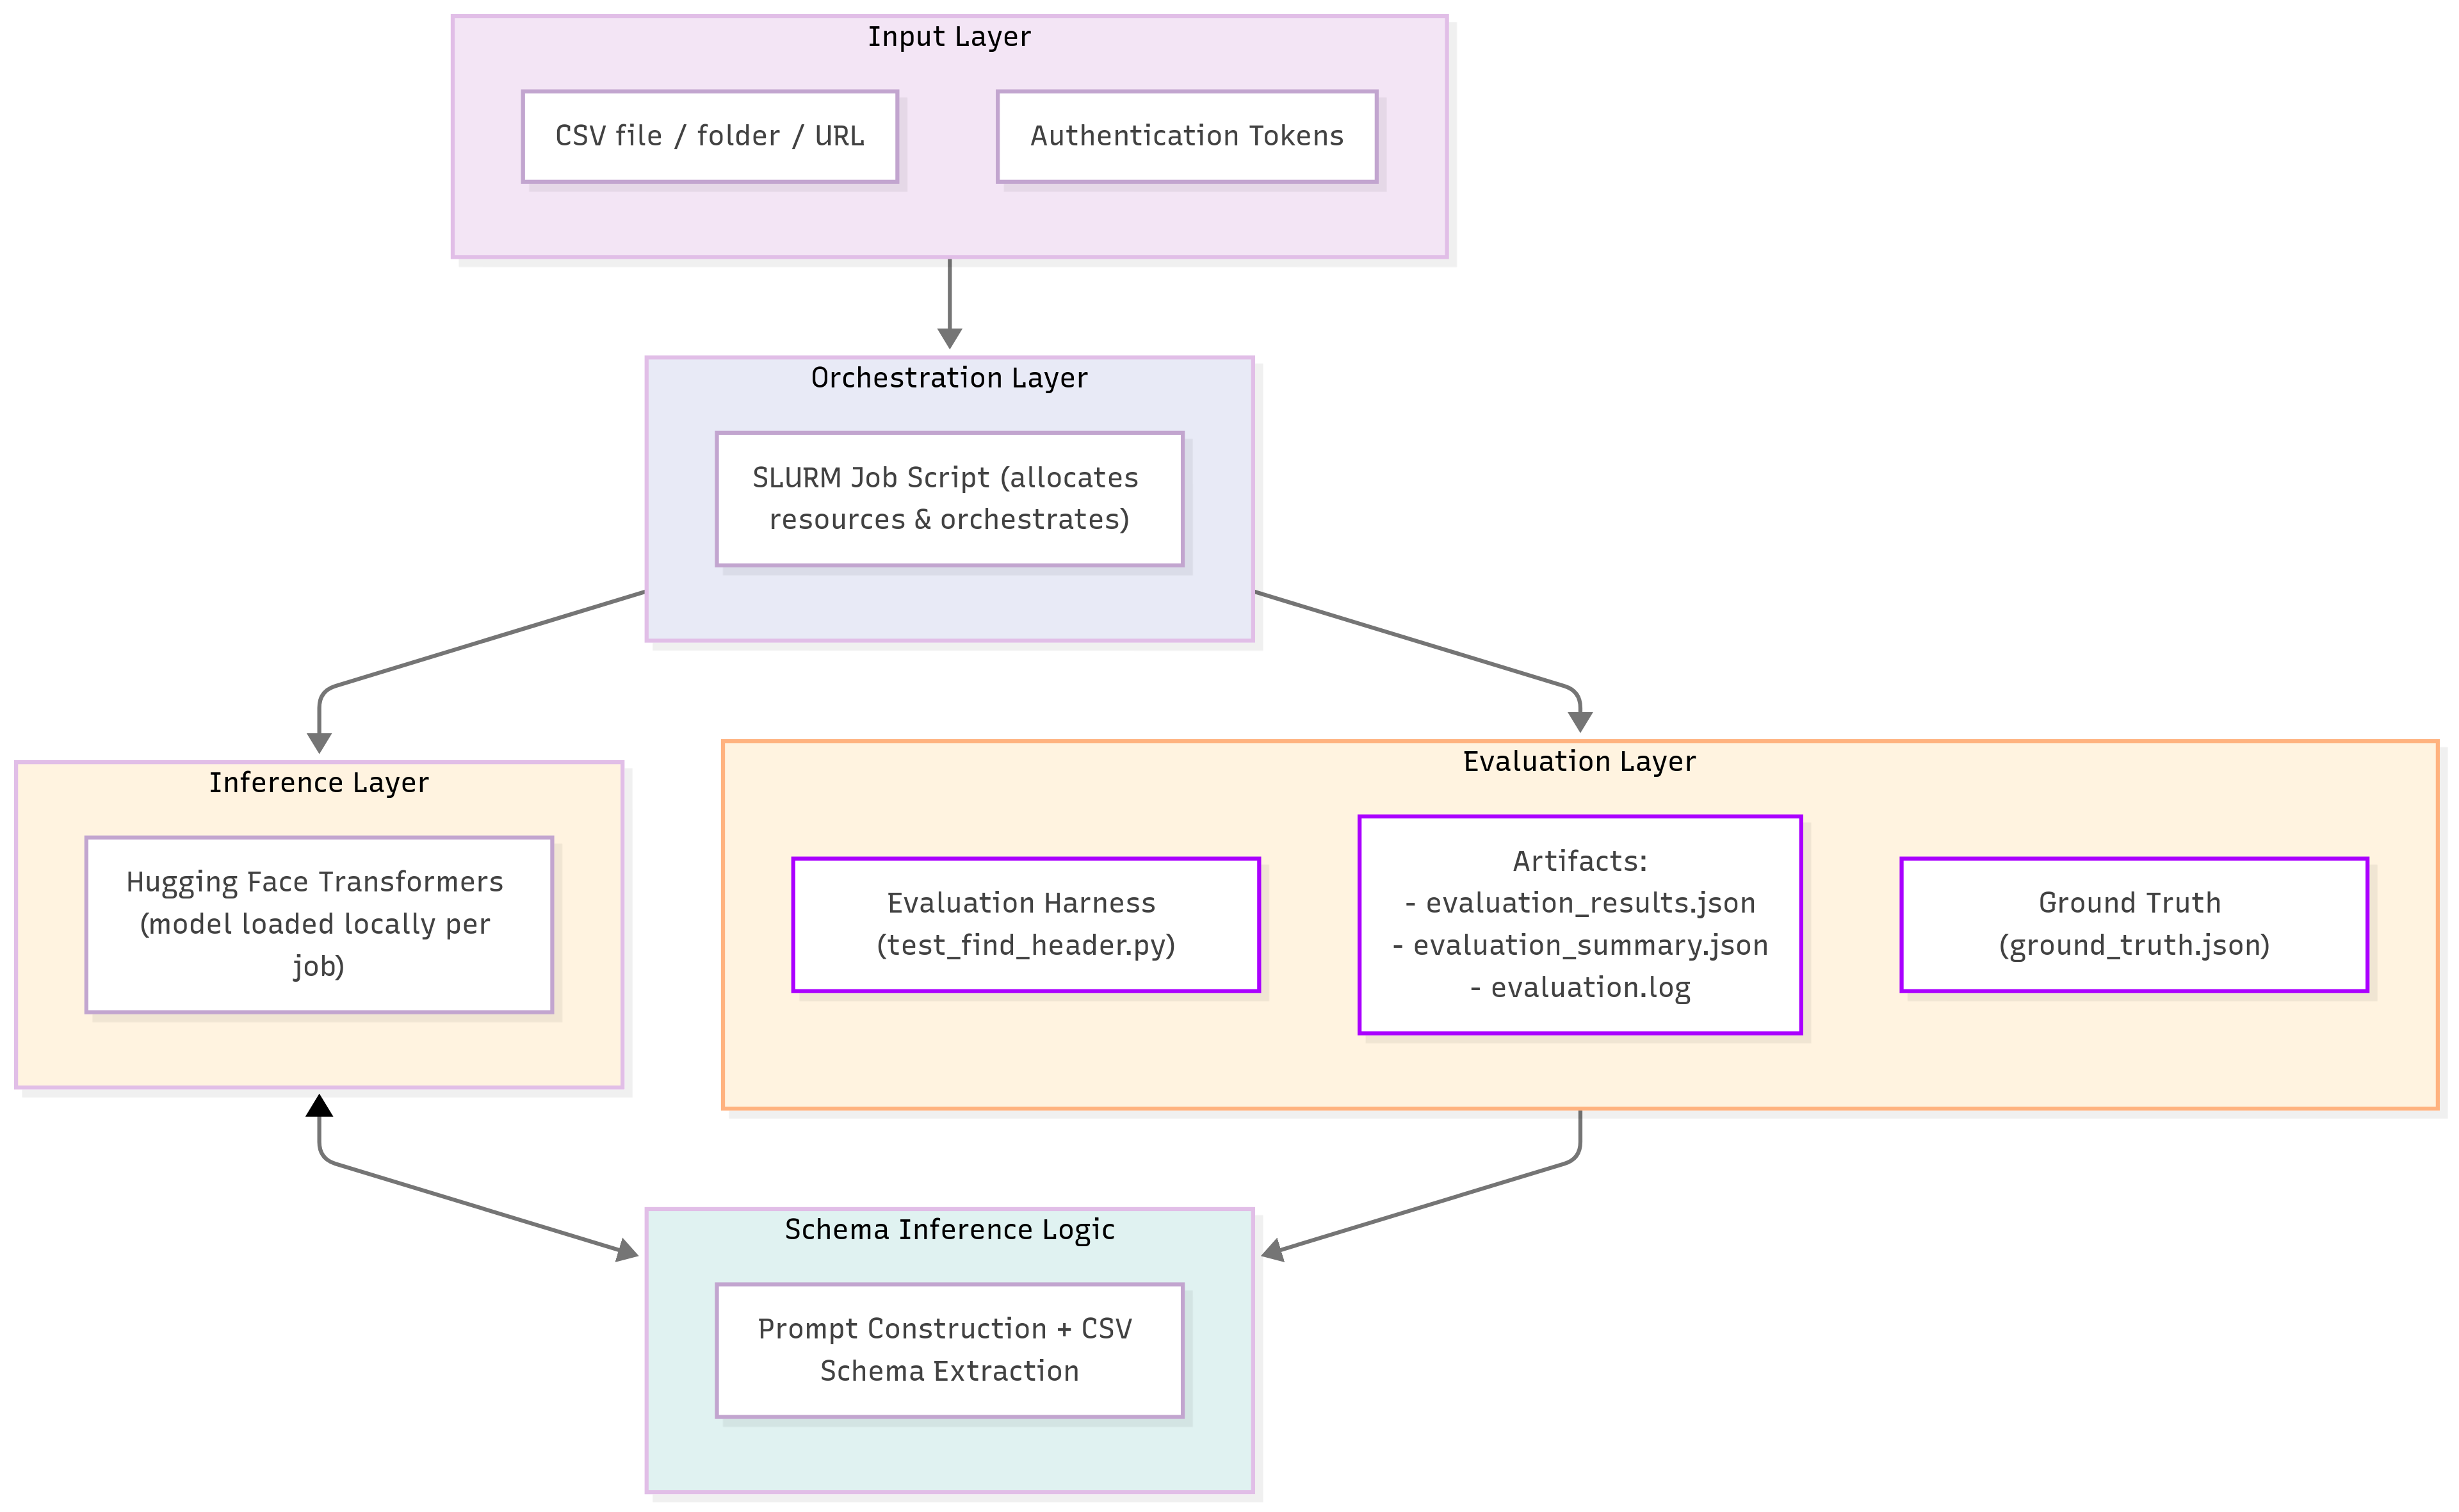 Input Layer
CSV file / folder / URL
Authentication Tokens
Orchestration Layer
SLURM Job Script (allocates
resources & orchestrates)
Inference Layer
Hugging Face Transformers
(model loaded locally per
job)
Evaluation Layer
Evaluation Harness
(test_find_header.py)
Artifacts:
- evaluation_results.json
- evaluation_summary.json
- evaluation.log
Ground Truth
(ground_truth.json)
Schema Inference Logic
Prompt Construction + CSV
Schema Extraction